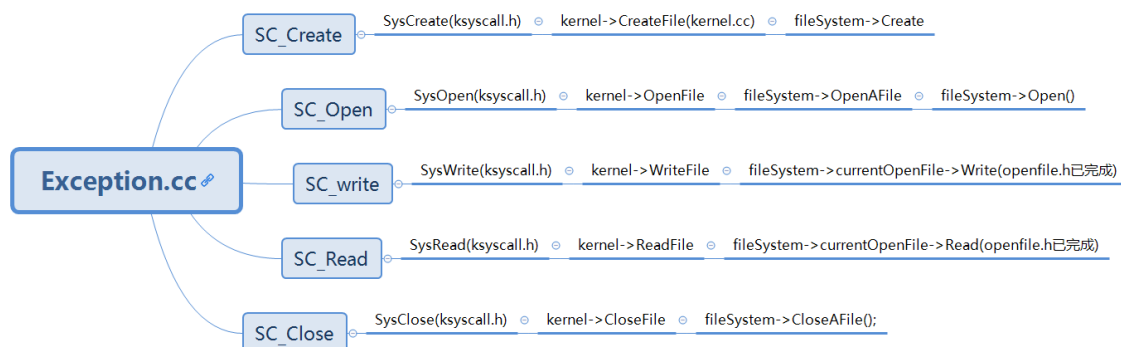 SC_Create
SysCreate(ksyscall.h)
kernel->CreateFile(kernel.cc)
fileSystem->Create
SC_Open
SysOpen(ksyscall.h)
kernel->OpenFile
fileSystem->OpenAFile
fileSystem->Open()
Exception.cc
SC_write
SysWrite(ksyscall.h)
kernel->WriteFile
fileSystem->currentOpenFile->Write(openfile.h已完成)
SC_Read
SysRead(ksyscall.h)
kernel->ReadFile
fileSystem->currentOpenFile->Read(openfile.h已完成)
SC_Close
SysClose(ksyscall.h)
kernel->CloseFile
fileSystem->CloseAFile();